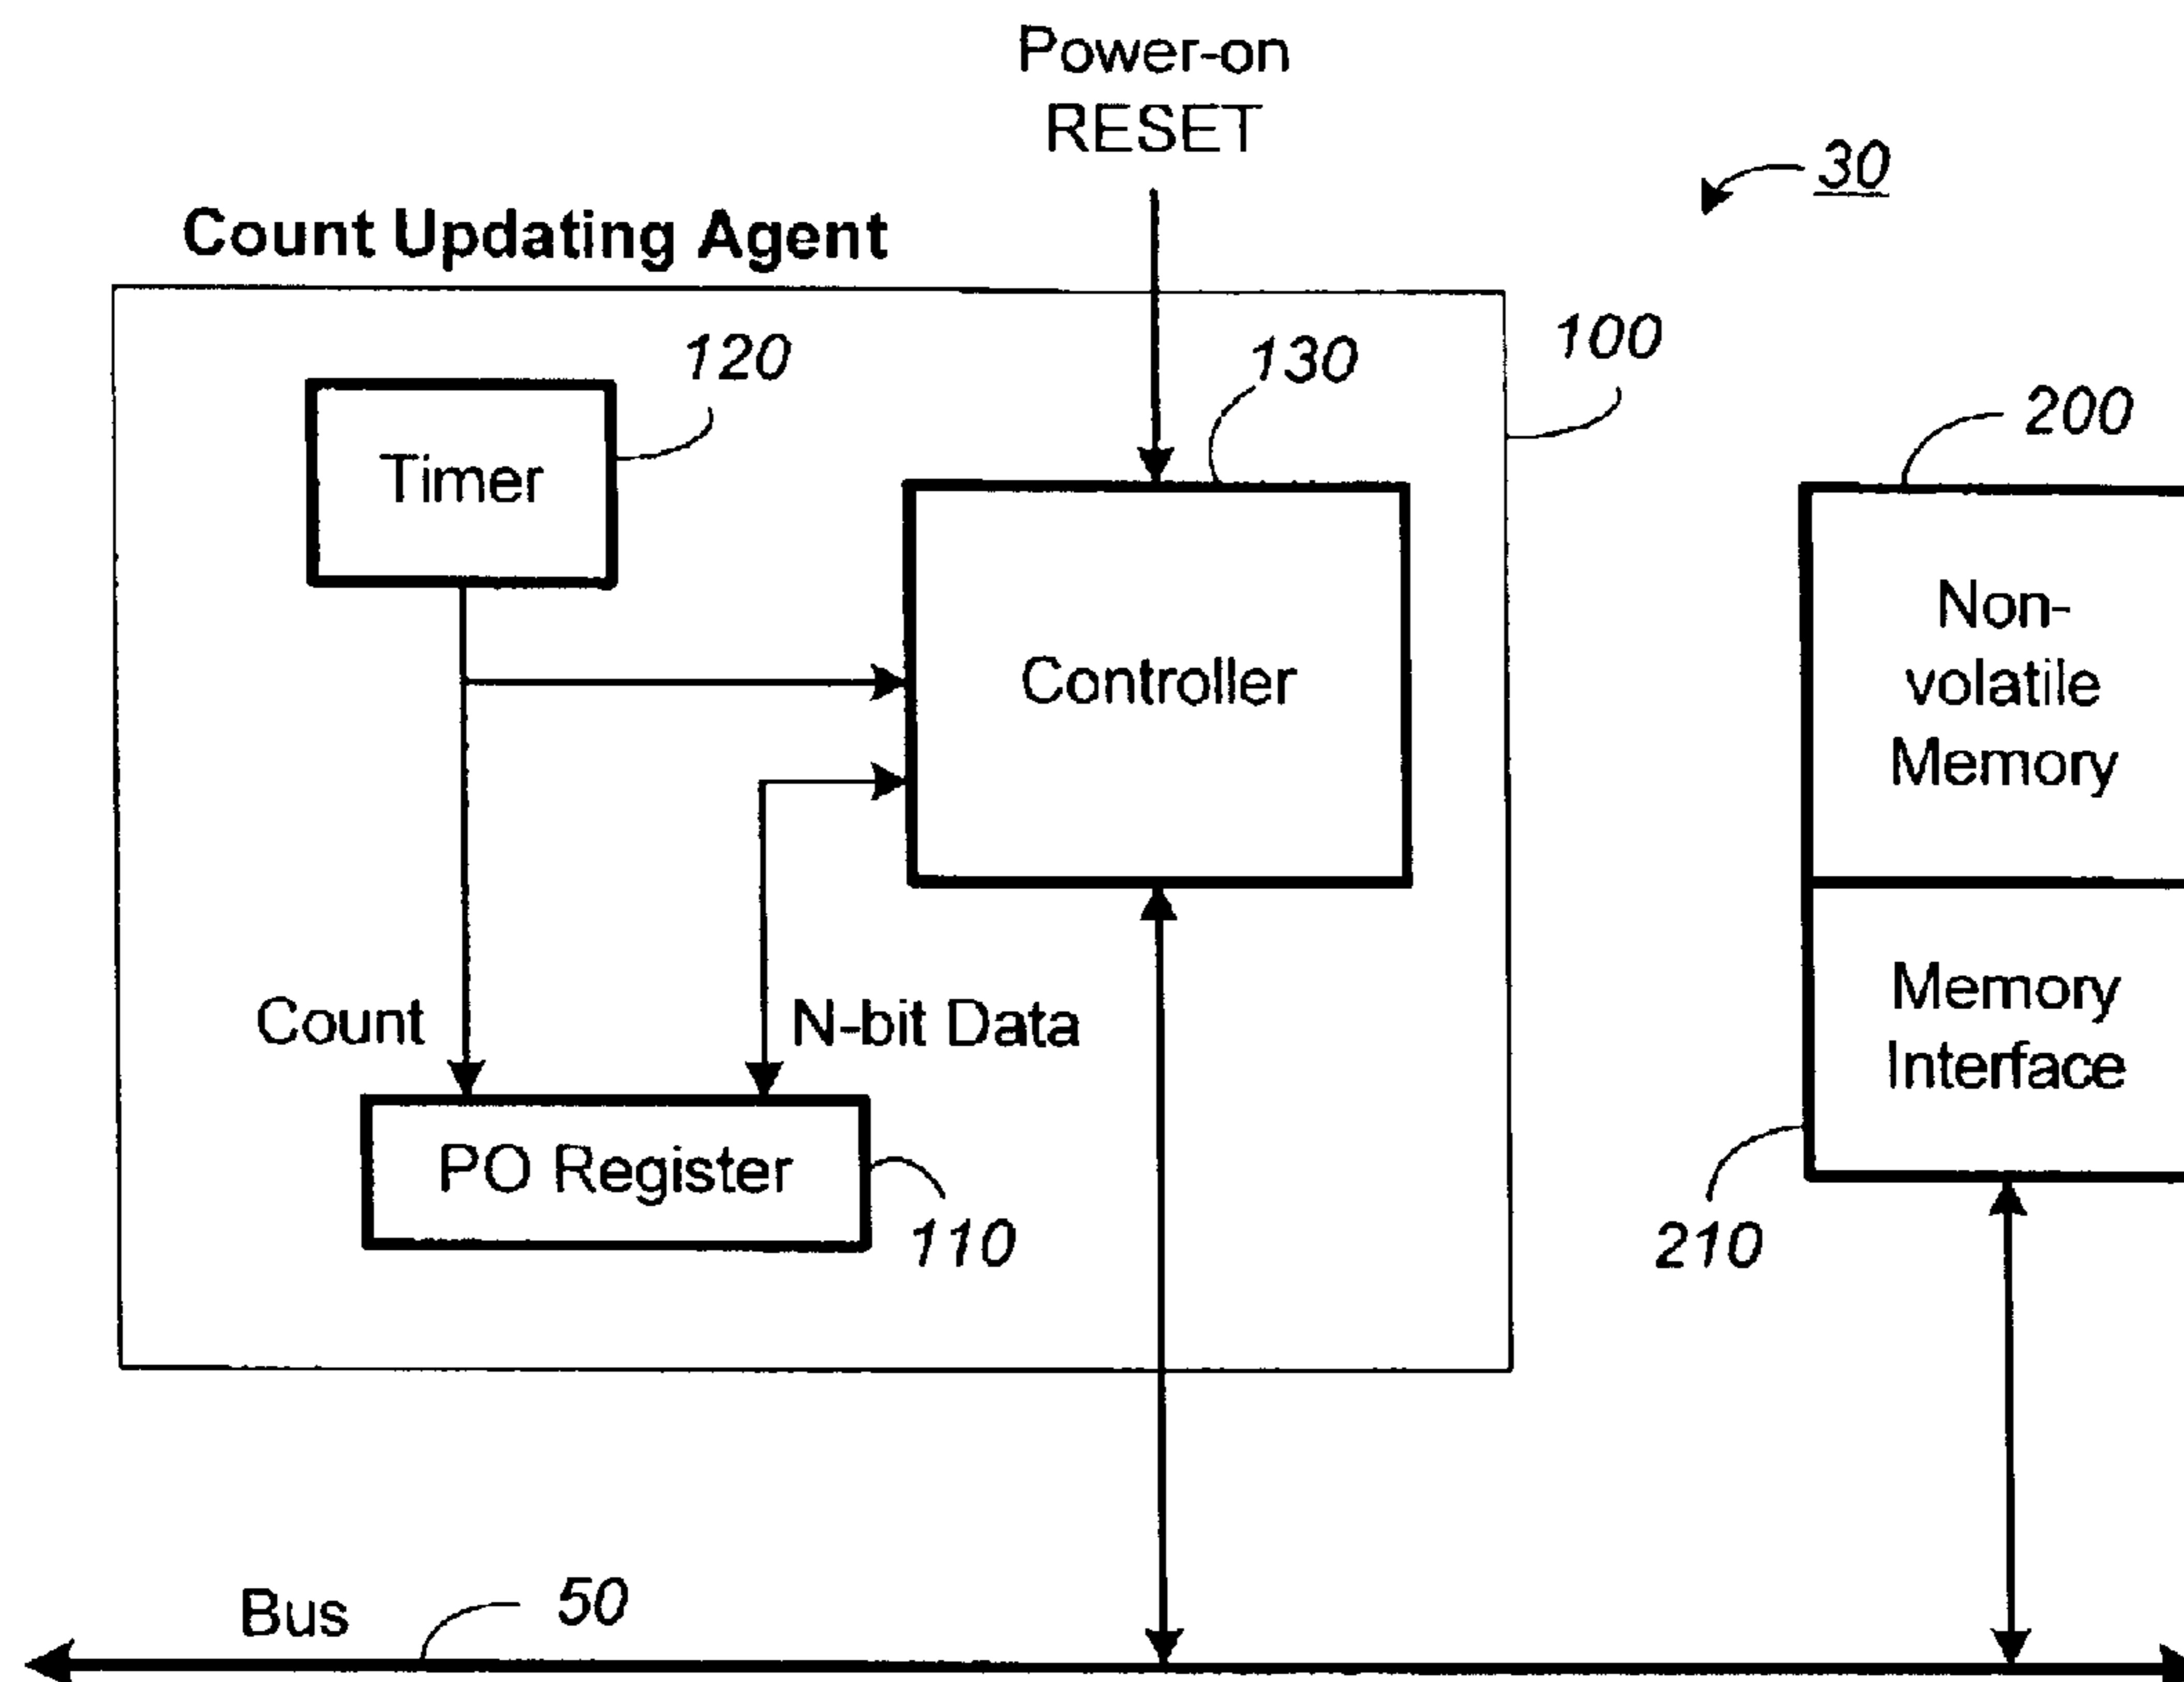 Power-on
RESET
30
Count Updating Agent
120
130
100
200
Timer
Controller
Non-
volatile
Memory
Count
N-bit Data
Memory
Interface
PO Register
110
210
Bus
50